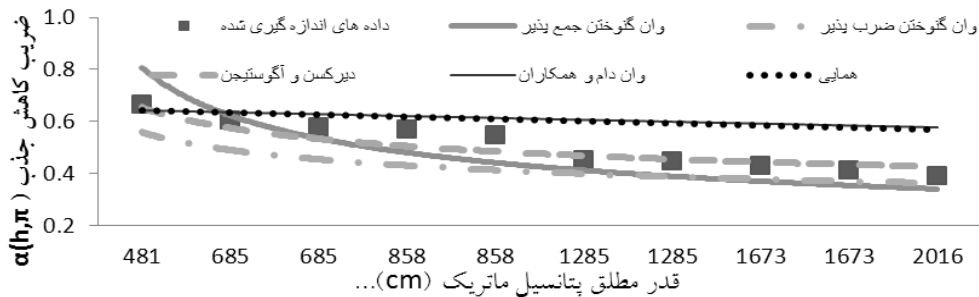 داده های اندازه گیری شده
وان گنوختن جمع پذیر
وان گنوختن ضرب پذیر
دیرکسن و آگوستیجن
وان دام و همکاران
همایی
ضریب کاهش جذب α(h,π)
1.0
0.8
0.6
0.4
0.2
481 685 685 858 858 1285 1285 1673 1673 2016
قدر مطلق پتانسیل ماتریک (cm)...